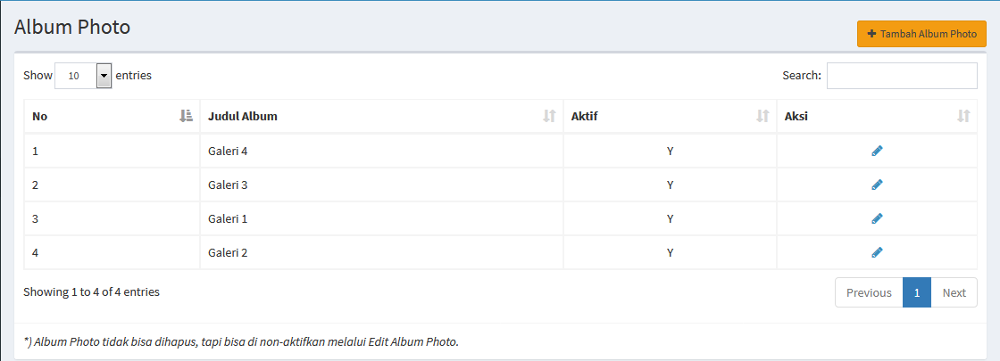 Album Photo
Tambah Album Photo
Show 10 entries
Search:
No Judul Album Aktif Aksi
1 Galeri 4 Y
2 Galeri 3 Y
3 Galeri 1 Y
4 Galeri 2 Y
Showing 1 to 4 of 4 entries
Previous 1 Next
*) Album Photo tidak bisa dihapus, tapi bisa di non-aktifkan melalui Edit Album Photo.